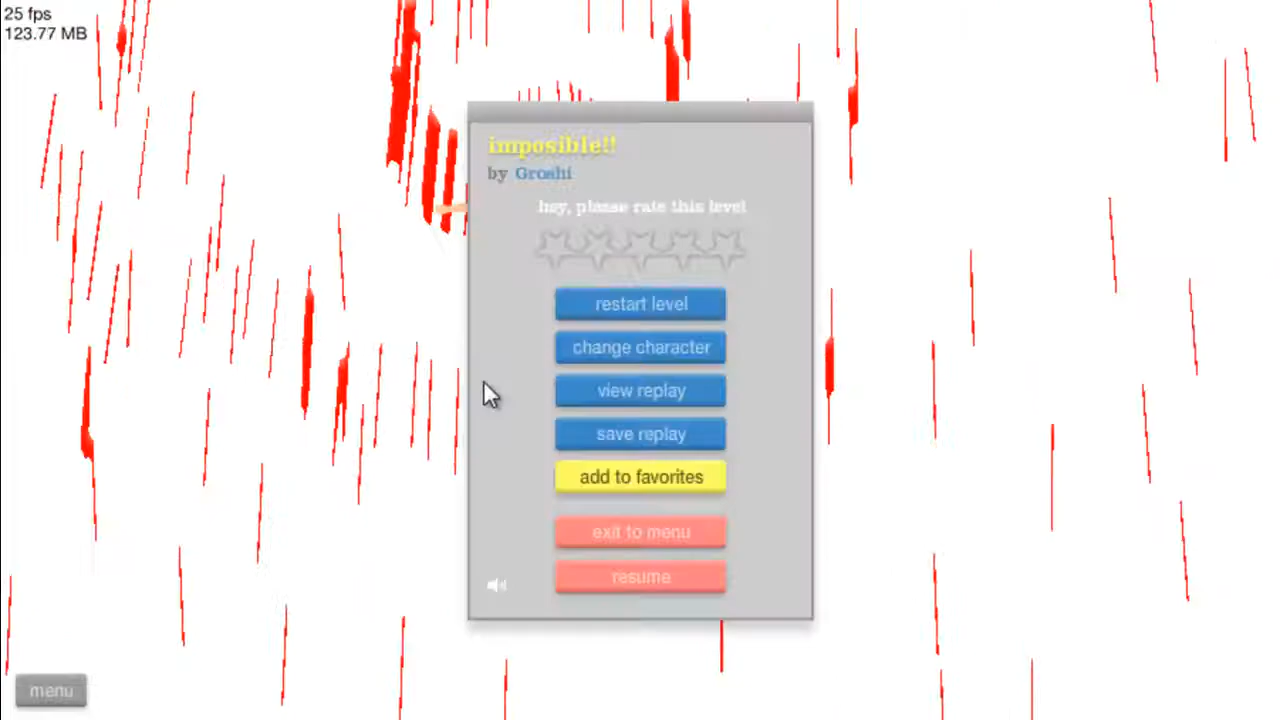 25 fps
123.77 MB
imposible!!
by Groshi
hey, please rate this level
restart level
change character
view replay
save replay
add to favorites
exit to menu
resume
menu